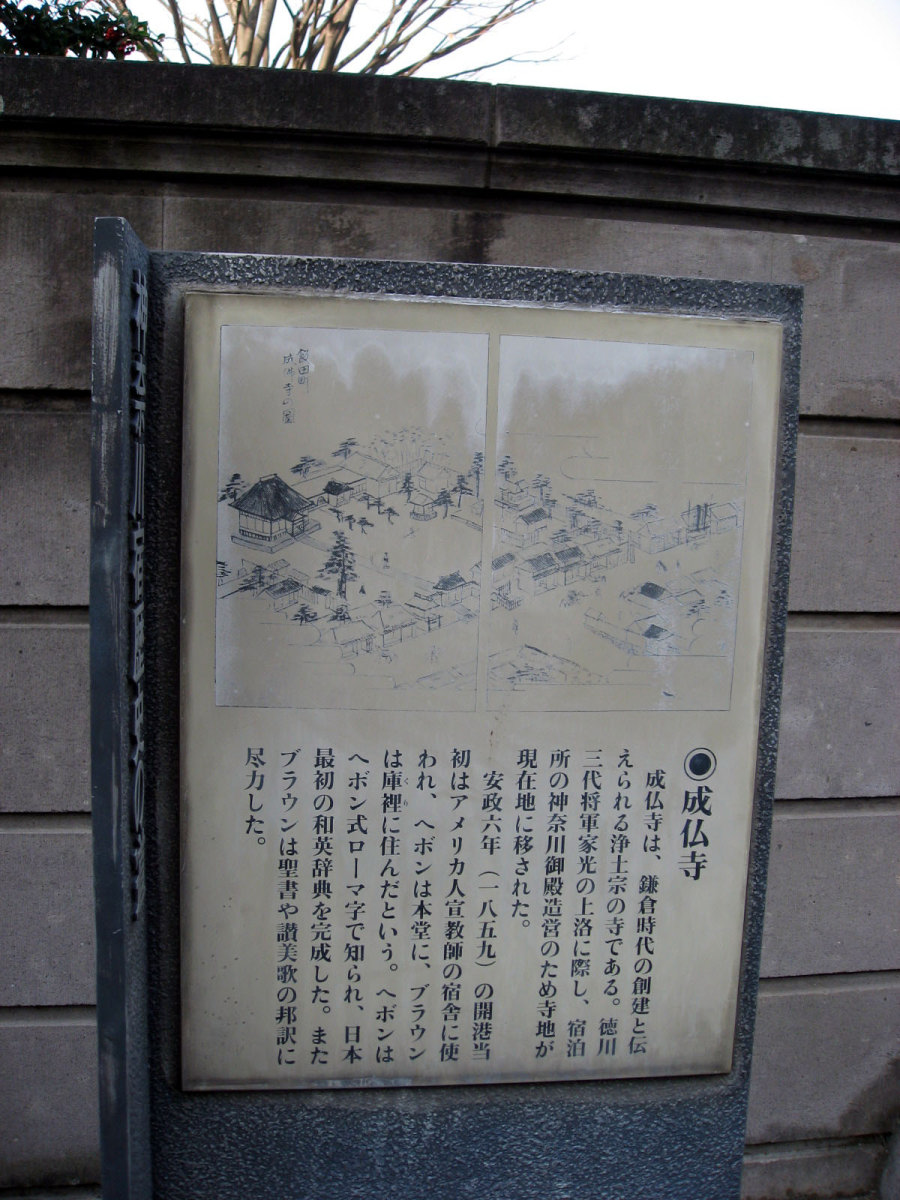 成仏寺
成仏寺は、鎌倉時代の創建と伝
えられる浄土宗の寺である。徳川
三代将軍家光の上洛に際し、宿泊
所の神奈川御殿造営のため寺地が
現在地に移された。
安政六年（一八五九）の開港当
初はアメリカ人宣教師の宿舎に使
われ、ヘボンは本堂に、ブラウン
は庫裡に住んだという。ヘボンは
ヘボン式ローマ字で知られ、日本
最初の和英辞典を完成した。また
ブラウンは聖書や讃美歌の邦訳に
尽力した。